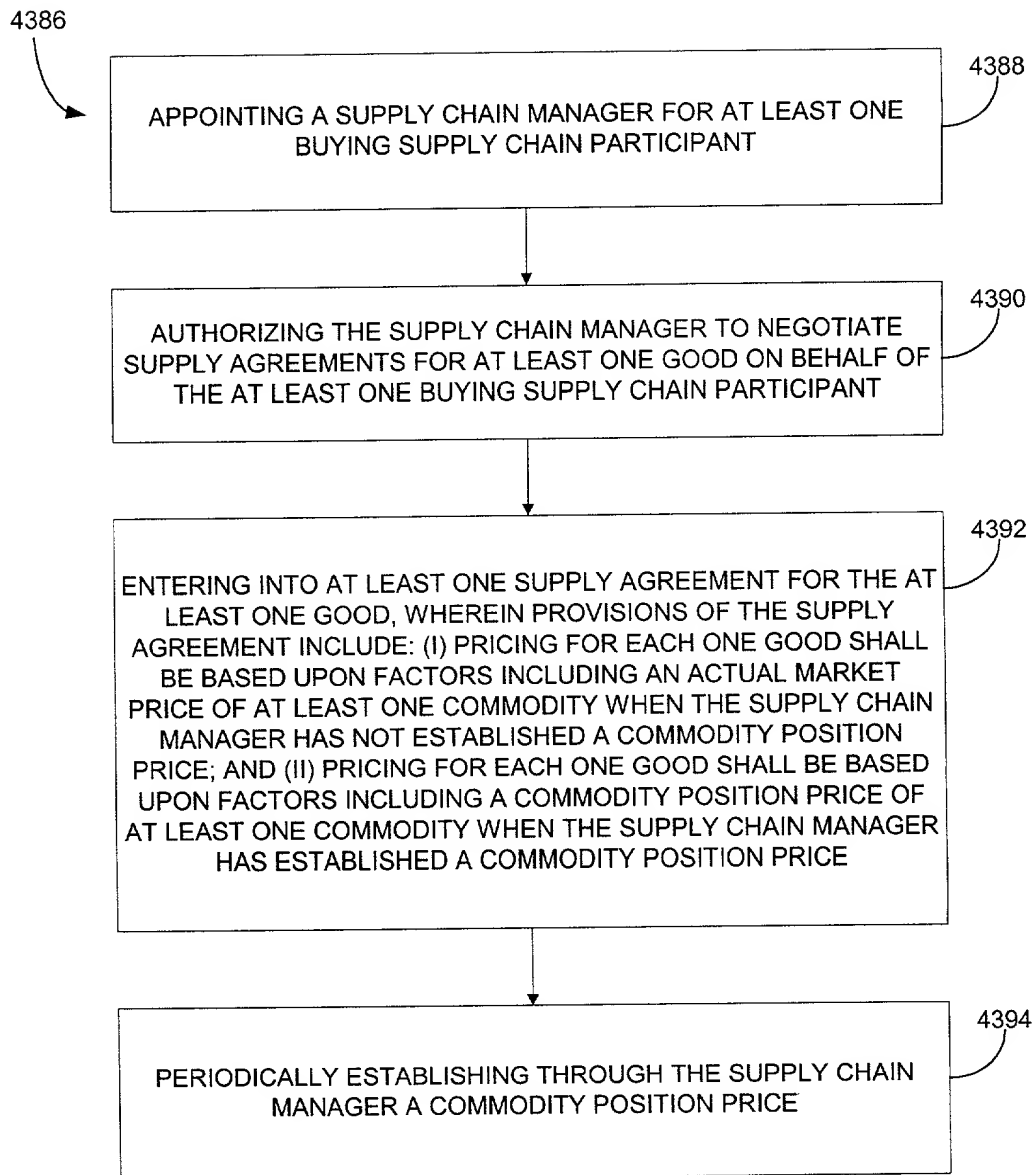 4386
4388
APPOINTING A SUPPLY CHAIN MANAGER FOR AT LEAST ONE
BUYING SUPPLY CHAIN PARTICIPANT
4390
AUTHORIZING THE SUPPLY CHAIN MANAGER TO NEGOTIATE
SUPPLY AGREEMENTS FOR AT LEAST ONE GOOD ON BEHALF OF
THE AT LEAST ONE BUYING SUPPLY CHAIN PARTICIPANT
4392
ENTERING INTO AT LEAST ONE SUPPLY AGREEMENT FOR THE AT
LEAST ONE GOOD, WHEREIN PROVISIONS OF THE SUPPLY
AGREEMENT INCLUDE: (I) PRICING FOR EACH ONE GOOD SHALL
BE BASED UPON FACTORS INCLUDING AN ACTUAL MARKET
PRICE OF AT LEAST ONE COMMODITY WHEN THE SUPPLY CHAIN
MANAGER HAS NOT ESTABLISHED A COMMODITY POSITION
PRICE; AND (II) PRICING FOR EACH ONE GOOD SHALL BE BASED
UPON FACTORS INCLUDING A COMMODITY POSITION PRICE OF
AT LEAST ONE COMMODITY WHEN THE SUPPLY CHAIN MANAGER
HAS ESTABLISHED A COMMODITY POSITION PRICE
4394
PERIODICALLY ESTABLISHING THROUGH THE SUPPLY CHAIN
MANAGER A COMMODITY POSITION PRICE